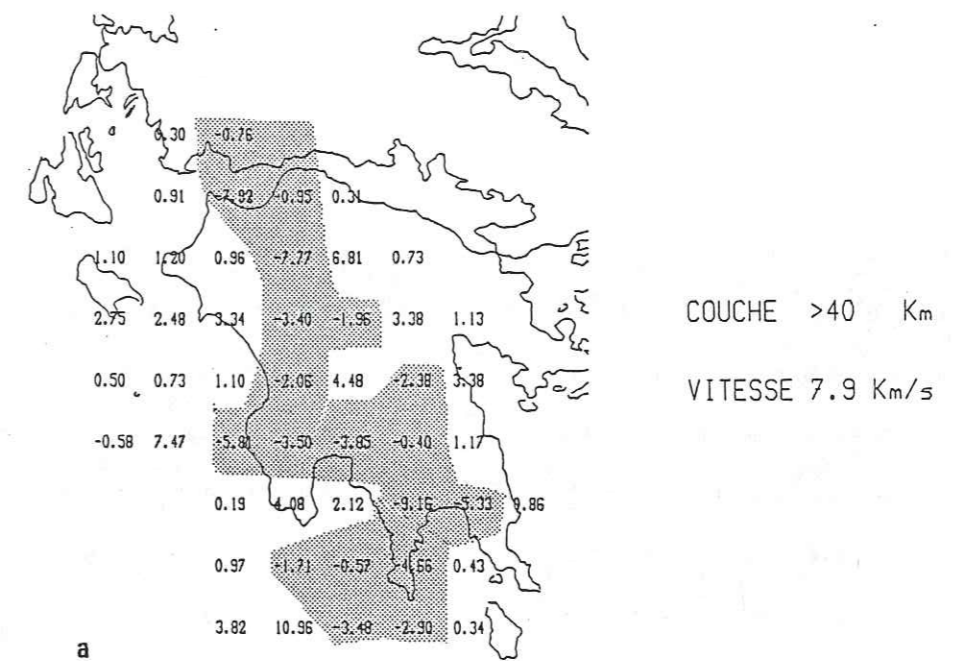 0.30 -0.76
0.91 -7.92 -0.95 0.31
1.10 1.20 0.96 -7.77 6.81 0.73
2.75 2.48 3.34 -3.40 -1.96 3.38 1.13
COUCHE >40 Km
0.50 0.73 1.10 -2.06 4.48 -2.38 3.38
VITESSE 7.9 Km/s
-0.58 7.47 -5.81 -3.50 -3.85 -0.40 1.17
0.19 4.08 2.12 -9.16 -5.33 9.86
0.97 -1.71 -0.57 -4.66 0.43
3.82 10.96 -3.48 -2.90 0.34
a